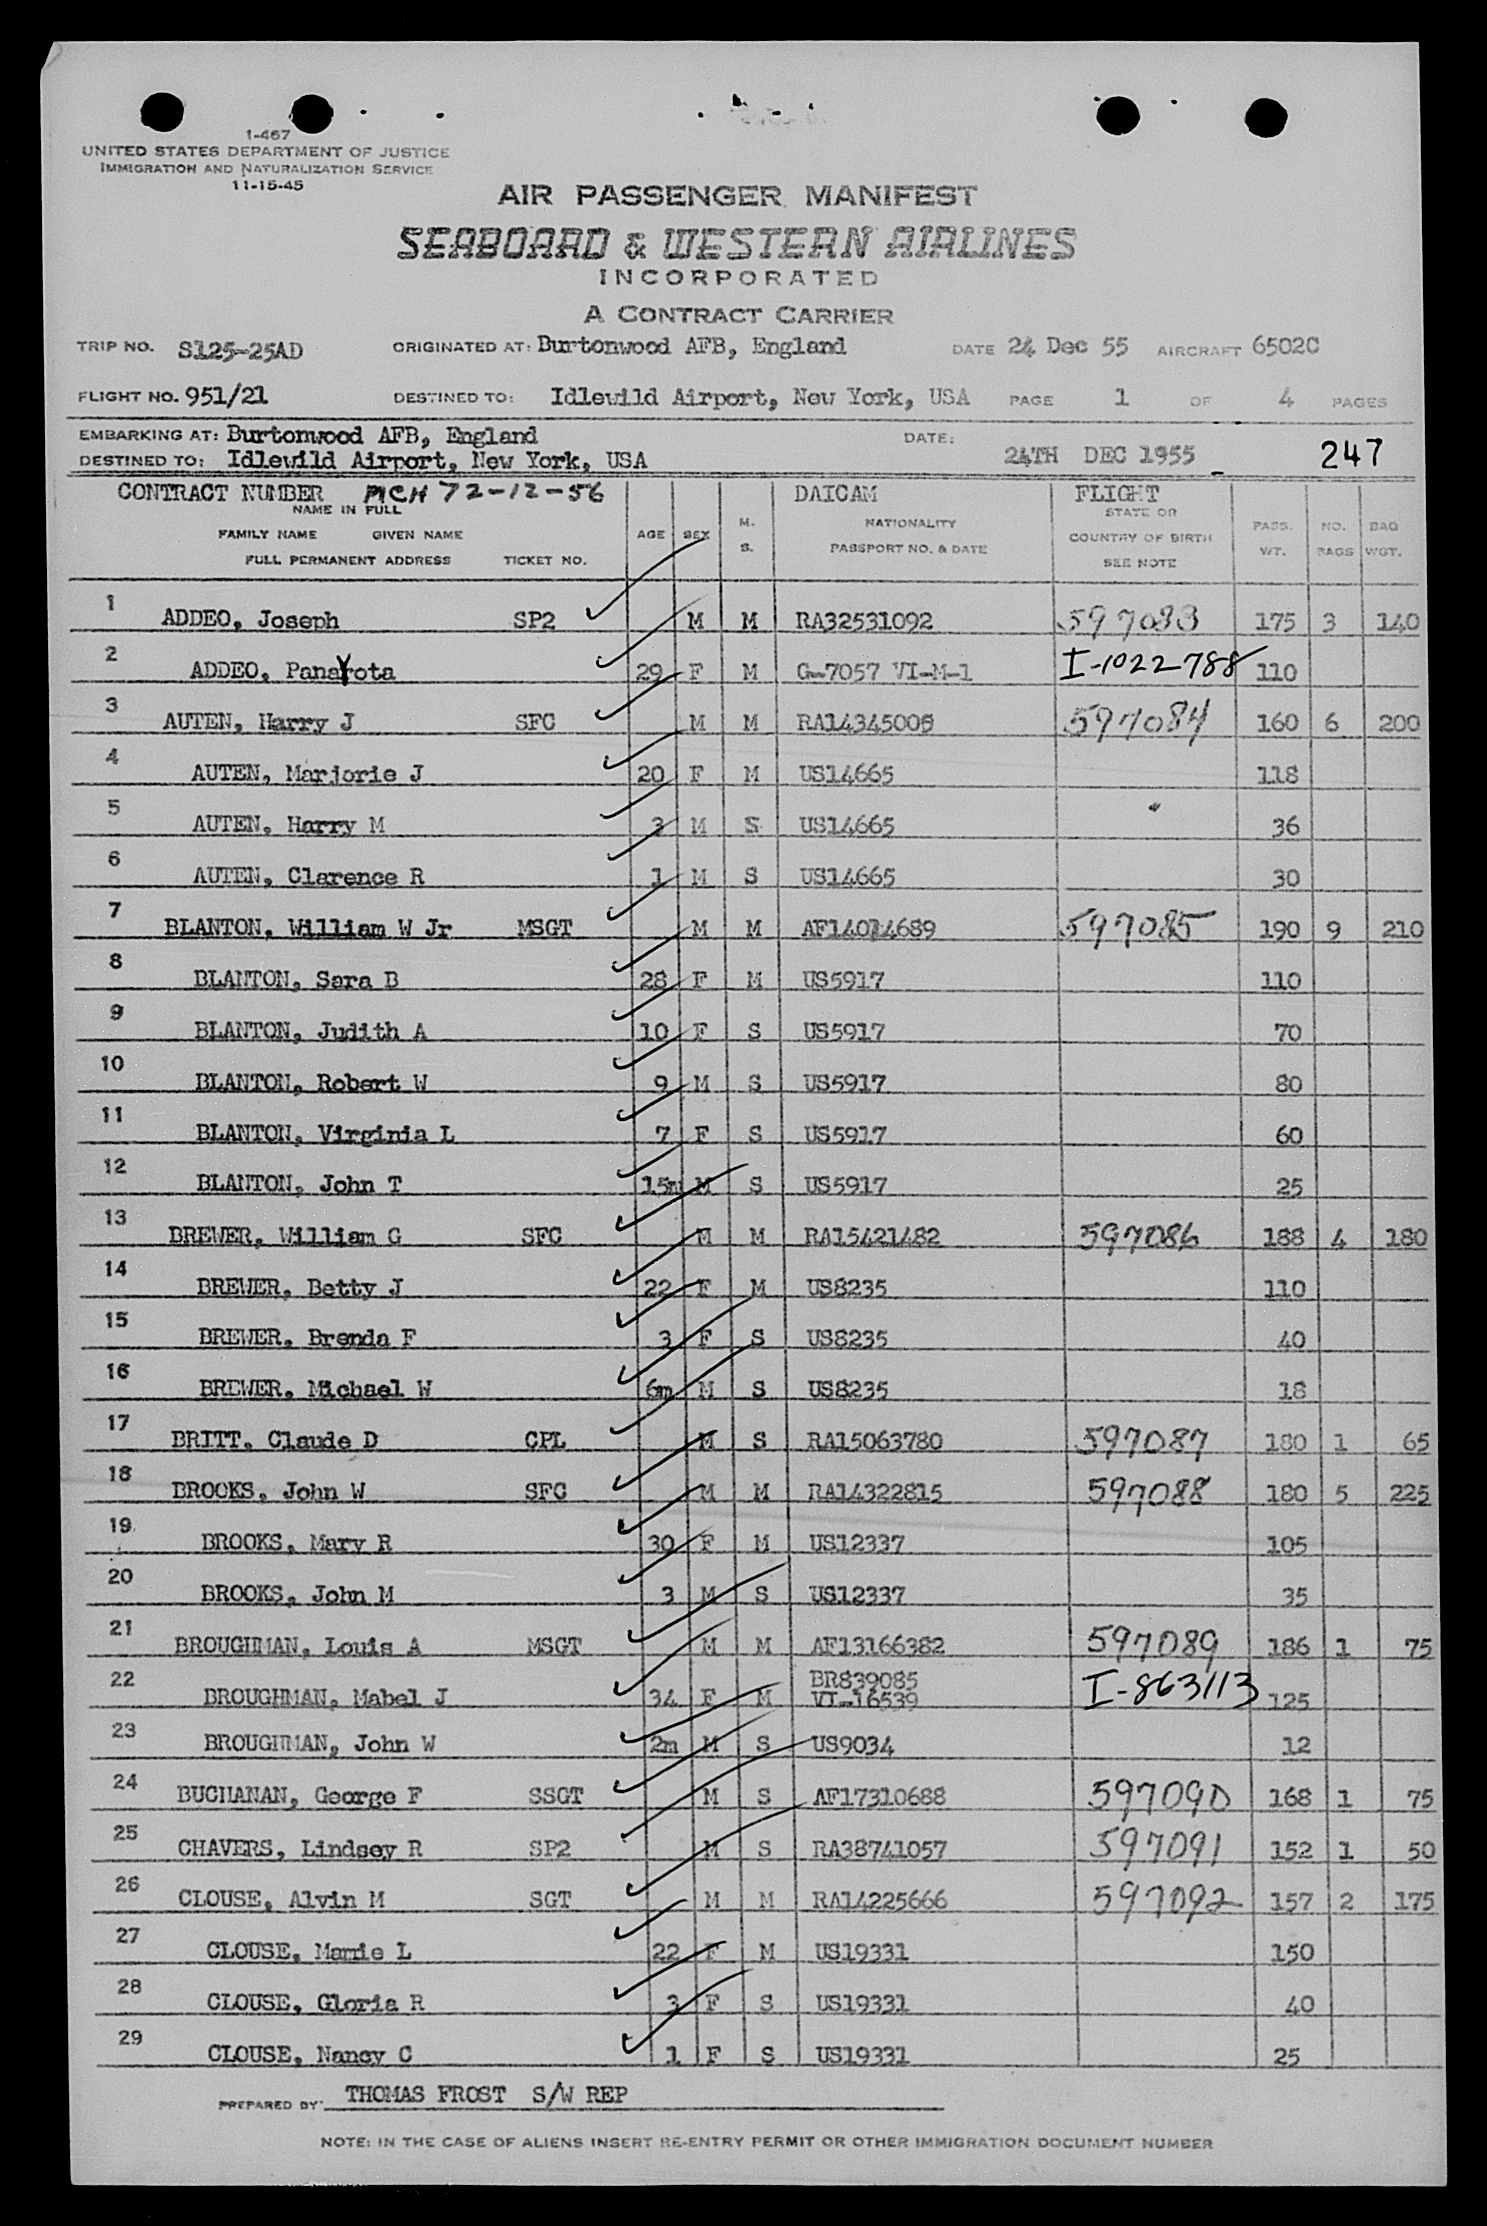 1-467
UNITED STATES DEPARTMENT OF JUSTICE
IMMIGRATION AND NATURALIZATION SERVICE
11-15-45
AIR PASSENGER MANIFEST
SEABOARD & WESTERN AIRLINES
INCORPORATED
A CONTRACT CARRIER
TRIP NO. S125-25AD ORIGINATED AT: Burtonwood AFB, England DATE 24 Dec 55 AIRCRAFT 6502C
FLIGHT NO. 951/21 DESTINED TO: Idlewild Airport, New York, USA PAGE 1 OF 4 PAGES
EMBARKING AT: Burtonwood AFB, England DATE:
DESTINED TO: Idlewild Airport, New York, USA 24TH DEC 1955 247
CONTRACT NUMBER MCH 72-12-56 DAICAM FLIGHT
NAME IN FULL
FAMILY NAME GIVEN NAME
FULL PERMANENT ADDRESS TICKET NO. AGE SEX M. S. NATIONALITY PASSPORT NO. & DATE STATE OR COUNTRY OF BIRTH SEE NOTE PASS. WT. NO. BAGS BAG WGT.
1 ADDEO, Joseph SP2 M M RA32531092 597083 175 3 140
2 ADDEO, PanaYota 29 F M G-7057 VI-M-1 I-1022788 110
3 AUTEN, Harry J SFC M M RA14345005 597084 160 6 200
4 AUTEN, Marjorie J 20 F M US14665 118
5 AUTEN, Harry M 3 M S US14665 36
6 AUTEN, Clarence R 1 M S US14665 30
7 BLANTON, William W Jr MSGT M M AF14014689 597085 190 9 210
8 BLANTON, Sara B 28 F M US5917 110
9 BLANTON, Judith A 10 F S US5917 70
10 BLANTON, Robert W 9 M S US5917 80
11 BLANTON, Virginia L 7 F S US5917 60
12 BLANTON, John T 15m M S US5917 25
13 BREWER, William G SFC M M RA15421482 597086 188 4 180
14 BREWER, Betty J 22 F M US8235 110
15 BREWER, Brenda F 3 F S US8235 40
16 BREWER, Michael W 6m M S US8235 18
17 BRITT, Claude D CPL M S RA15063780 597087 180 1 65
18 BROOKS, John W SFC M M RA14322815 597088 180 5 225
19 BROOKS, Mary R 30 F M US12337 105
20 BROOKS, John M 3 M S US12337 35
21 BROUGHMAN, Louis A MSGT M M AF13166382 597089 186 1 75
22 BROUGHMAN, Mabel J 34 F M BR839085 VI-16539 I-863113 125
23 BROUGHMAN, John W 2m M S US9034 12
24 BUCHANAN, George F SSGT M S AF17310688 597090 168 1 75
25 CHAVERS, Lindsey R SP2 M S RA38741057 597091 152 1 50
26 CLOUSE, Alvin M SGT M M RA14225666 597092 157 2 175
27 CLOUSE, Marrie L 22 F M US19331 150
28 CLOUSE, Gloria R 3 F S US19331 40
29 CLOUSE, Nancy C 1 F S US19331 25
PREPARED BY: THOMAS FROST S/W REP
NOTE: IN THE CASE OF ALIENS INSERT RE-ENTRY PERMIT OR OTHER IMMIGRATION DOCUMENT NUMBER